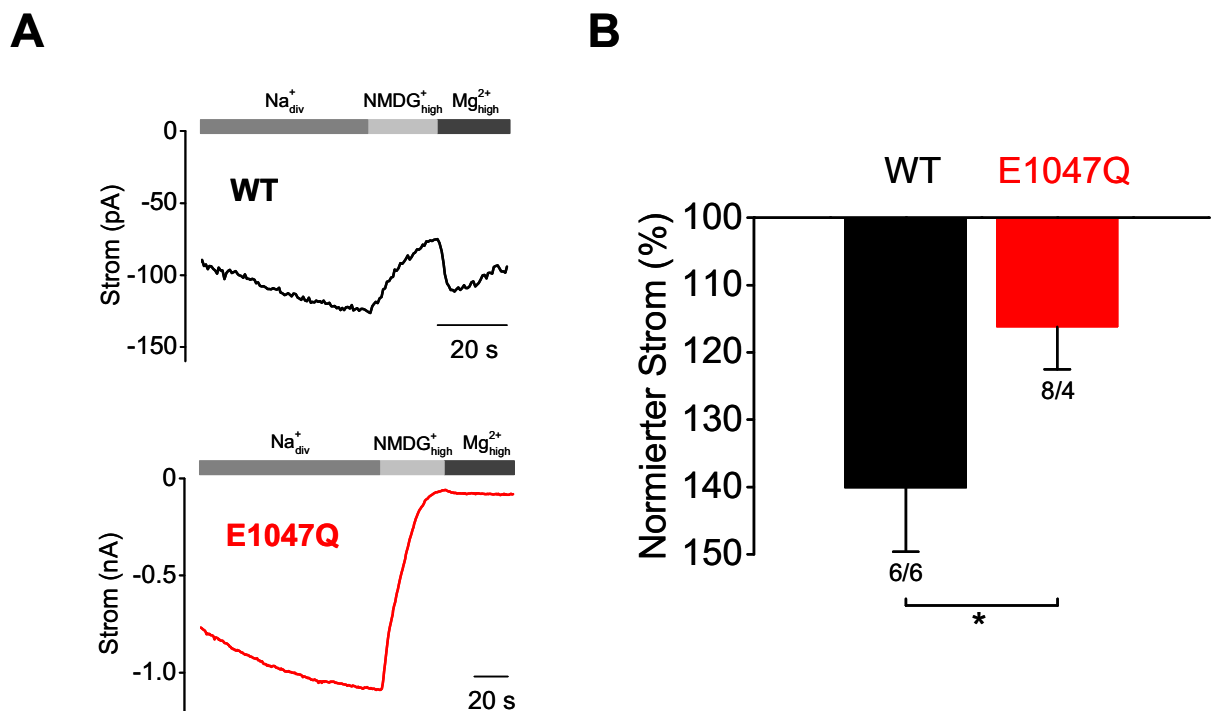 A
Na⁺div NMDG⁺high Mg²⁺high
0
-50
-100
-150
Strom (pA)
WT
20 s
Na⁺div NMDG⁺high Mg²⁺high
0
-0.5
-1.0
Strom (nA)
E1047Q
20 s
B
WT E1047Q
100
110
120
130
140
150
Normierter Strom (%)
8/4
6/6
*